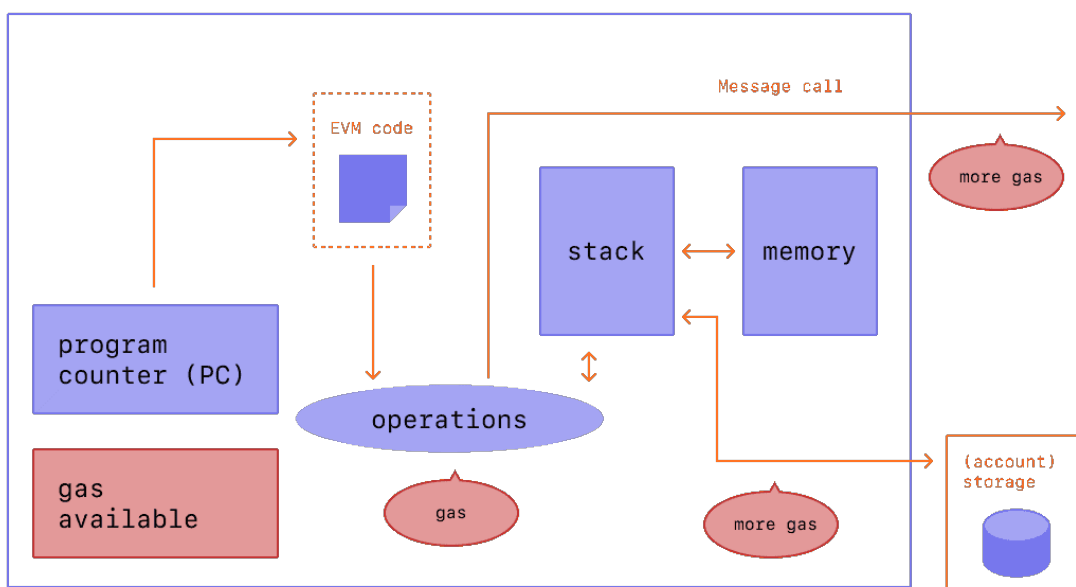 Message call
EVM code
more gas
stack
memory
program
counter (PC)
operations
(account)
storage
gas
available
gas
more gas